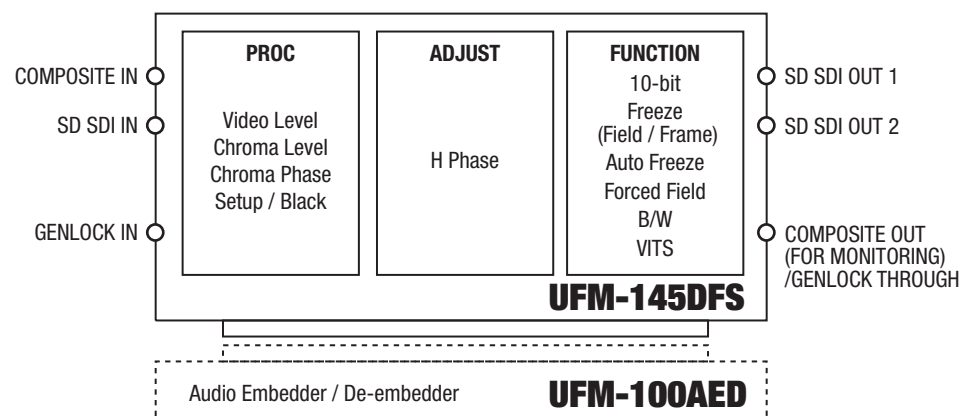 COMPOSITE IN
SD SDI IN
GENLOCK IN
PROC
Video Level
Chroma Level
Chroma Phase
Setup / Black
ADJUST
H Phase
FUNCTION
10-bit
Freeze
(Field / Frame)
Auto Freeze
Forced Field
B/W
VITS
SD SDI OUT 1
SD SDI OUT 2
COMPOSITE OUT
(FOR MONITORING)
/GENLOCK THROUGH
UFM-145DFS
Audio Embedder / De-embedder
UFM-100AED